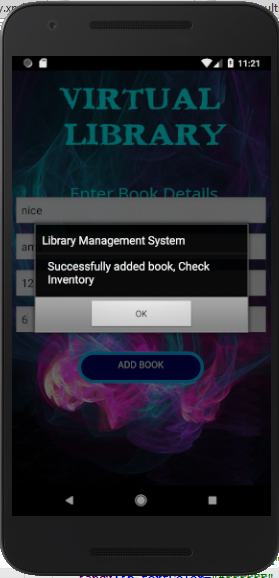 11:21
VIRTUAL
LIBRARY
Enter Book Details
nice
Library Management System
Successfully added book, Check
Inventory
12
OK
6
ADD BOOK